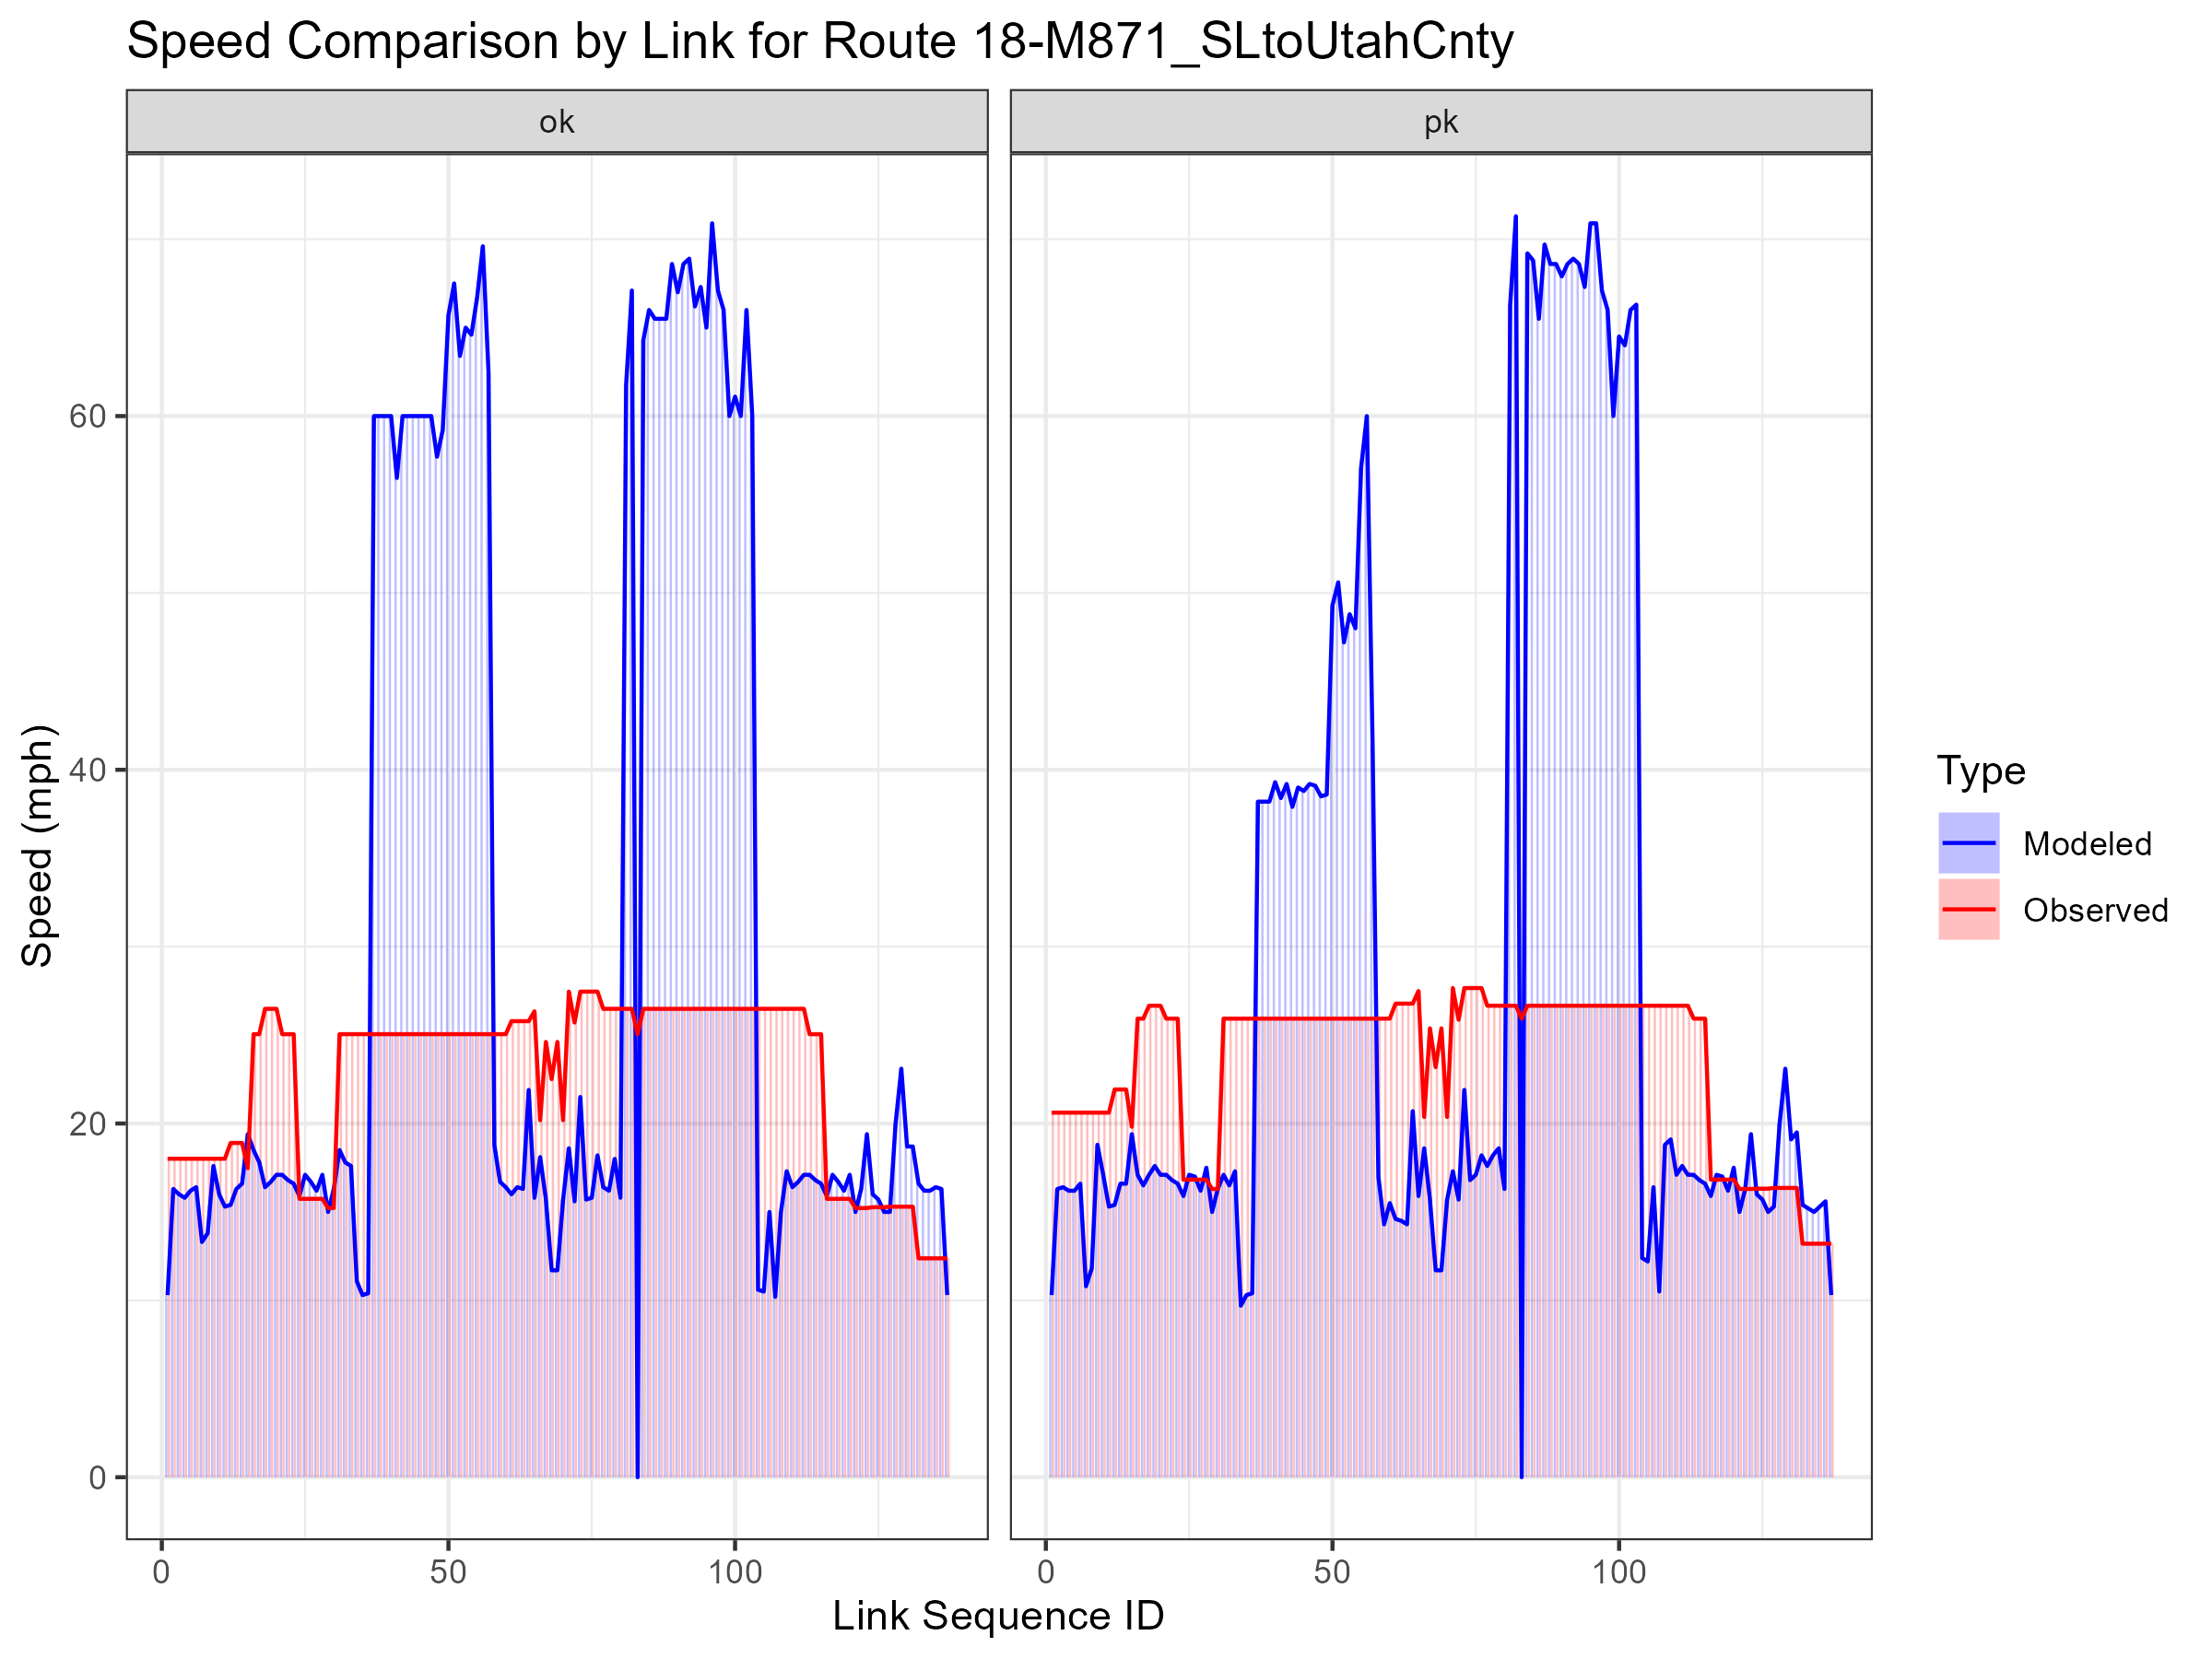 Speed Comparison by Link for Route 18-M871_SLtoUtahCnty
ok
pk
Speed (mph)
60
40
20
0
0 50 100
0 50 100
Link Sequence ID
Type
Modeled
Observed